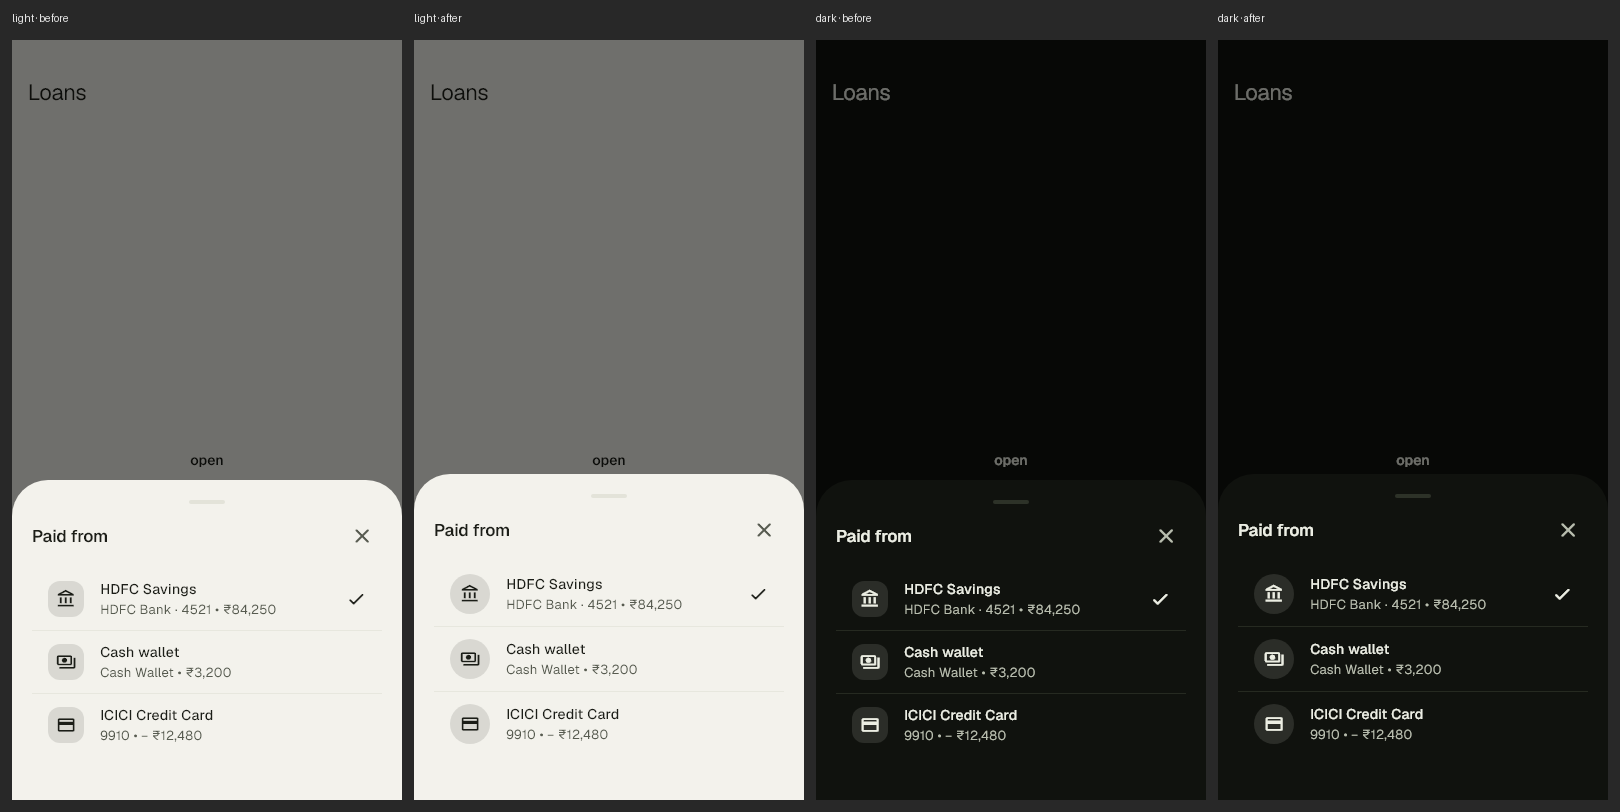 light·before
Loans
open
Paid from
HDFC Savings
HDFC Bank · 4521 • ₹84,250
Cash wallet
Cash Wallet • ₹3,200
ICICI Credit Card
9910 • – ₹12,480
light·after
Loans
open
Paid from
HDFC Savings
HDFC Bank · 4521 • ₹84,250
Cash wallet
Cash Wallet • ₹3,200
ICICI Credit Card
9910 • – ₹12,480
dark·before
Loans
open
Paid from
HDFC Savings
HDFC Bank · 4521 • ₹84,250
Cash wallet
Cash Wallet • ₹3,200
ICICI Credit Card
9910 • – ₹12,480
dark·after
Loans
open
Paid from
HDFC Savings
HDFC Bank · 4521 • ₹84,250
Cash wallet
Cash Wallet • ₹3,200
ICICI Credit Card
9910 • – ₹12,480